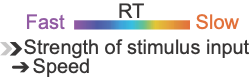 RT
Fast Slow
Strength of stimulus input
Speed